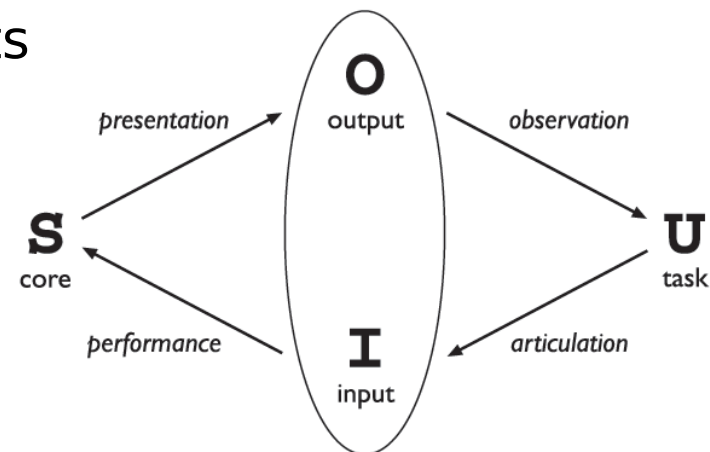 O
presentation
output
observation
S
U
core
task
performance
I
articulation
input